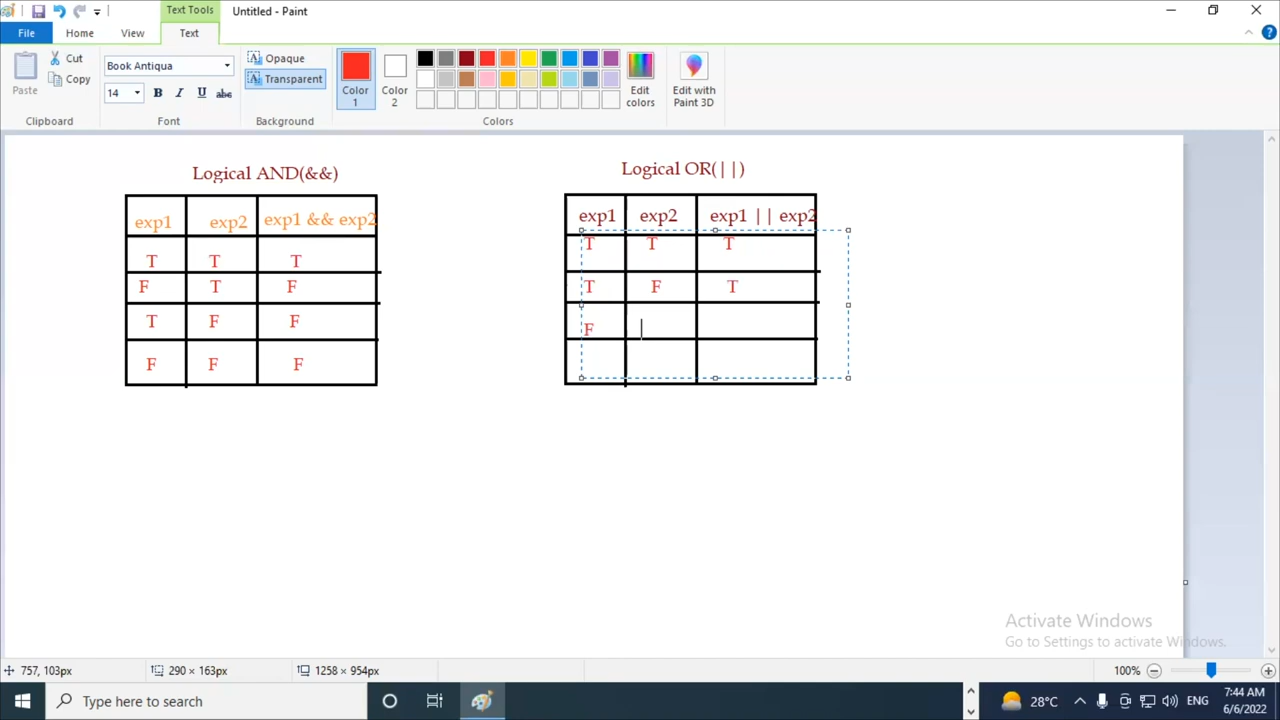 Text Tools
Untitled - Paint
File Home View Text
Paste
Cut
Copy
Clipboard
Book Antiqua
14 B I U abc
Font
Opaque
Transparent
Background
Color 1
Color 2
Edit colors
Colors
Edit with Paint 3D
Logical AND(&&)
exp1 exp2 exp1 && exp2
T T T
F T F
T F F
F F F
Logical OR(||)
exp1 exp2 exp1 || exp2
T T T
T F T
F
Activate Windows
Go to Settings to activate Windows.
757, 103px 290 × 163px 1258 × 954px 100%
Type here to search
28°C ENG
7:44 AM
6/6/2022